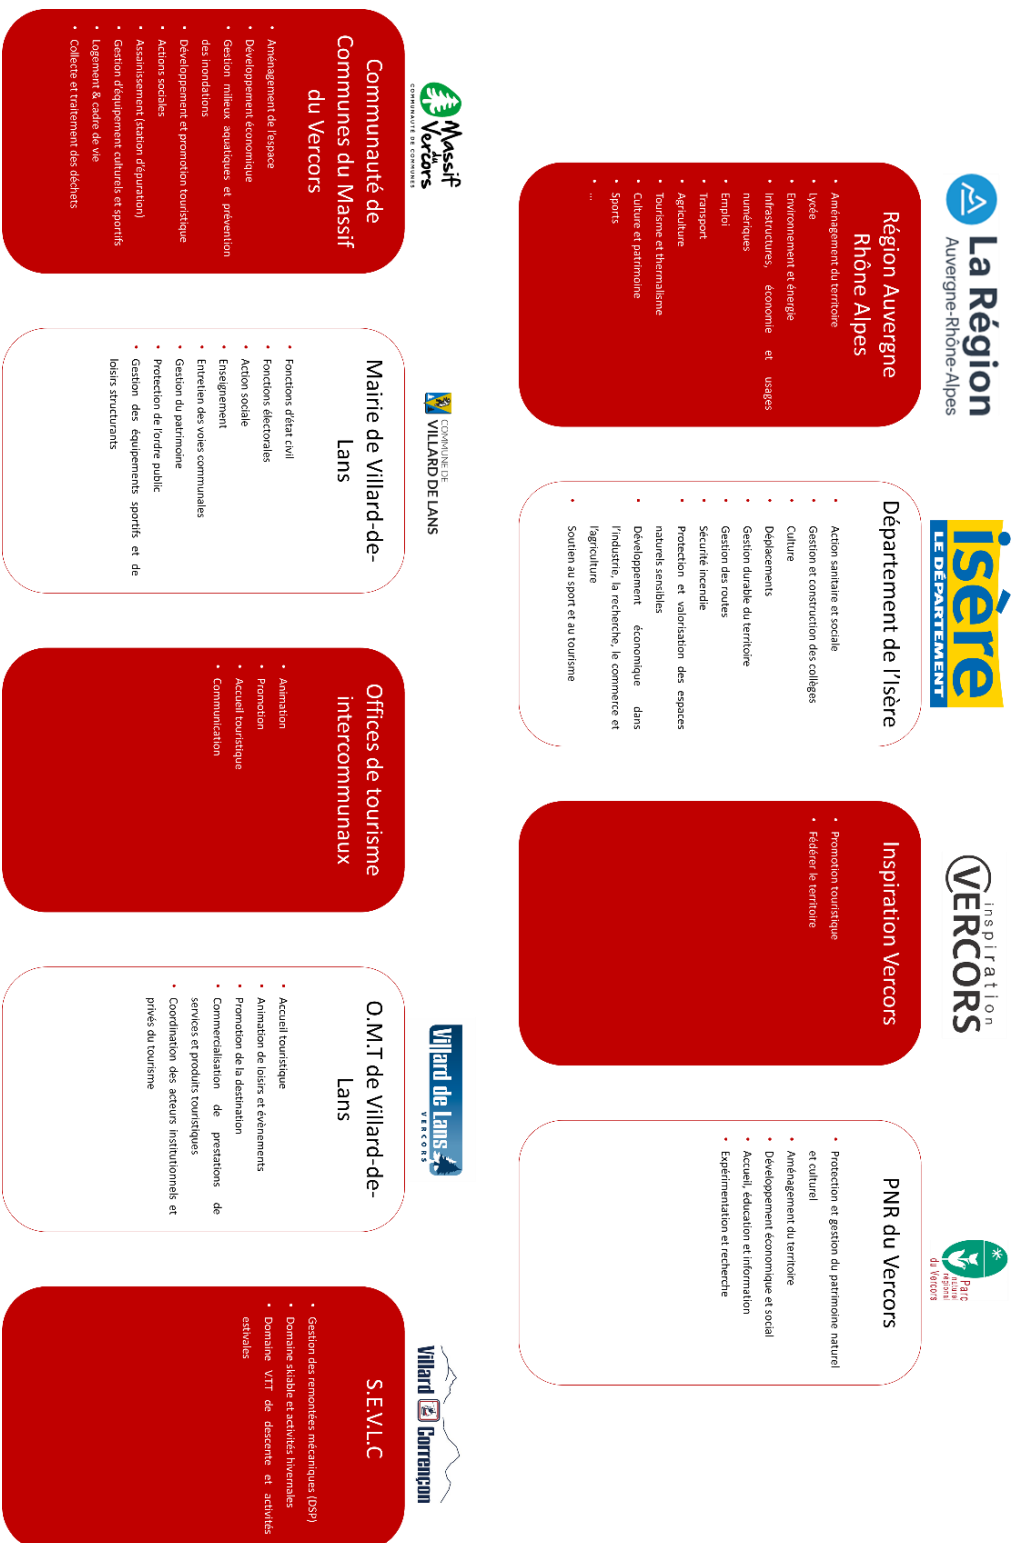 La Région
Auvergne-Rhône-Alpes
Région Auvergne
Rhône Alpes
• Aménagement du territoire
• Lycée
• Environnement et énergie
• Infrastructures, économie et usages
numériques
• Emploi
• Transport
• Agriculture
• Tourisme et thermalisme
• Culture et patrimoine
• Sports
• ...
isère
LE DÉPARTEMENT
Département de l'Isère
• Action sanitaire et sociale
• Gestion et construction des collèges
• Culture
• Déplacements
• Gestion durable du territoire
• Gestion des routes
• Sécurité incendie
• Protection et valorisation des espaces
naturels sensibles
• Développement économique dans
l'industrie, la recherche, le commerce et
l'agriculture
• Soutien au sport et au tourisme
inspiration
VERCORS
Inspiration Vercors
• Promotion touristique
• Fédérer le territoire
Parc
naturel
régional
du Vercors
PNR du Vercors
• Protection et gestion du patrimoine naturel
et culturel
• Aménagement du territoire
• Développement économique et social
• Accueil, éducation et information
• Expérimentation et recherche
Massif
du
Vercors
COMMUNAUTÉ DE COMMUNES
Communauté de
Communes du Massif
du Vercors
• Aménagement de l'espace
• Développement économique
• Gestion milieux aquatiques et prévention
des inondations
• Développement et promotion touristique
• Actions sociales
• Assainissement (station d'épuration)
• Gestion d'équipement culturels et sportifs
• Logement & cadre de vie
• Collecte et traitement des déchets
COMMUNE DE
VILLARD DE LANS
Mairie de Villard-de-
Lans
• Fonctions d'état civil
• Fonctions électorales
• Action sociale
• Enseignement
• Entretien des voies communales
• Gestion du patrimoine
• Protection de l'ordre public
• Gestion des équipements sportifs et de
loisirs structurants
Offices de tourisme
intercommunaux
• Animation
• Promotion
• Accueil touristique
• Communication
Villard de Lans
VERCORS
O.M.T de Villard-de-
Lans
• Accueil touristique
• Animation de loisirs et évènements
• Promotion de la destination
• Commercialisation de prestations de
services et produits touristiques
• Coordination des acteurs institutionnels et
privés du tourisme
Villard Corrençon
S.E.V.L.C
• Gestion des remontées mécaniques (DSP)
• Domaine skiable et activités hivernales
• Domaine V.T.T de descente et activités
estivales